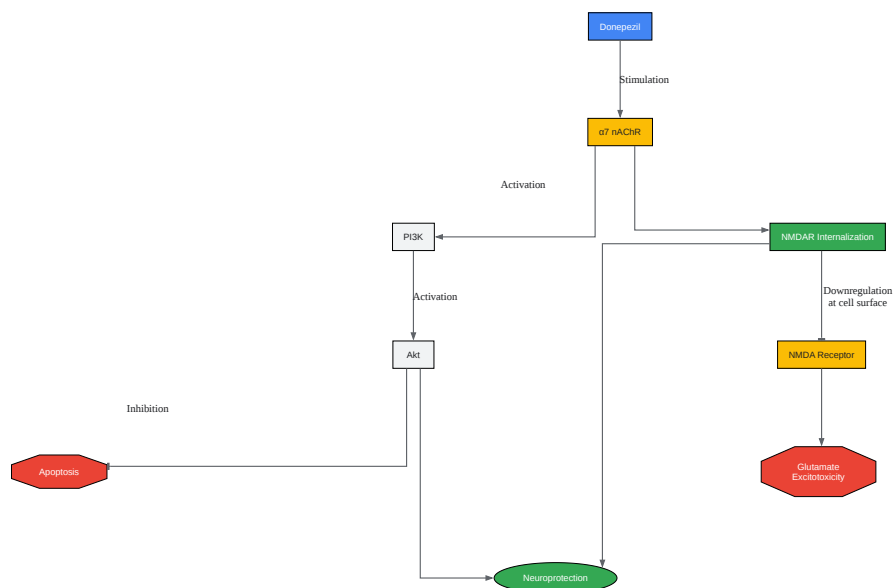 Donepezil
Stimulation
α7 nAChR
Activation
PI3K
NMDAR Internalization
Activation
Downregulation
at cell surface
Akt
NMDA Receptor
Inhibition
Apoptosis
Glutamate
Excitotoxicity
Neuroprotection